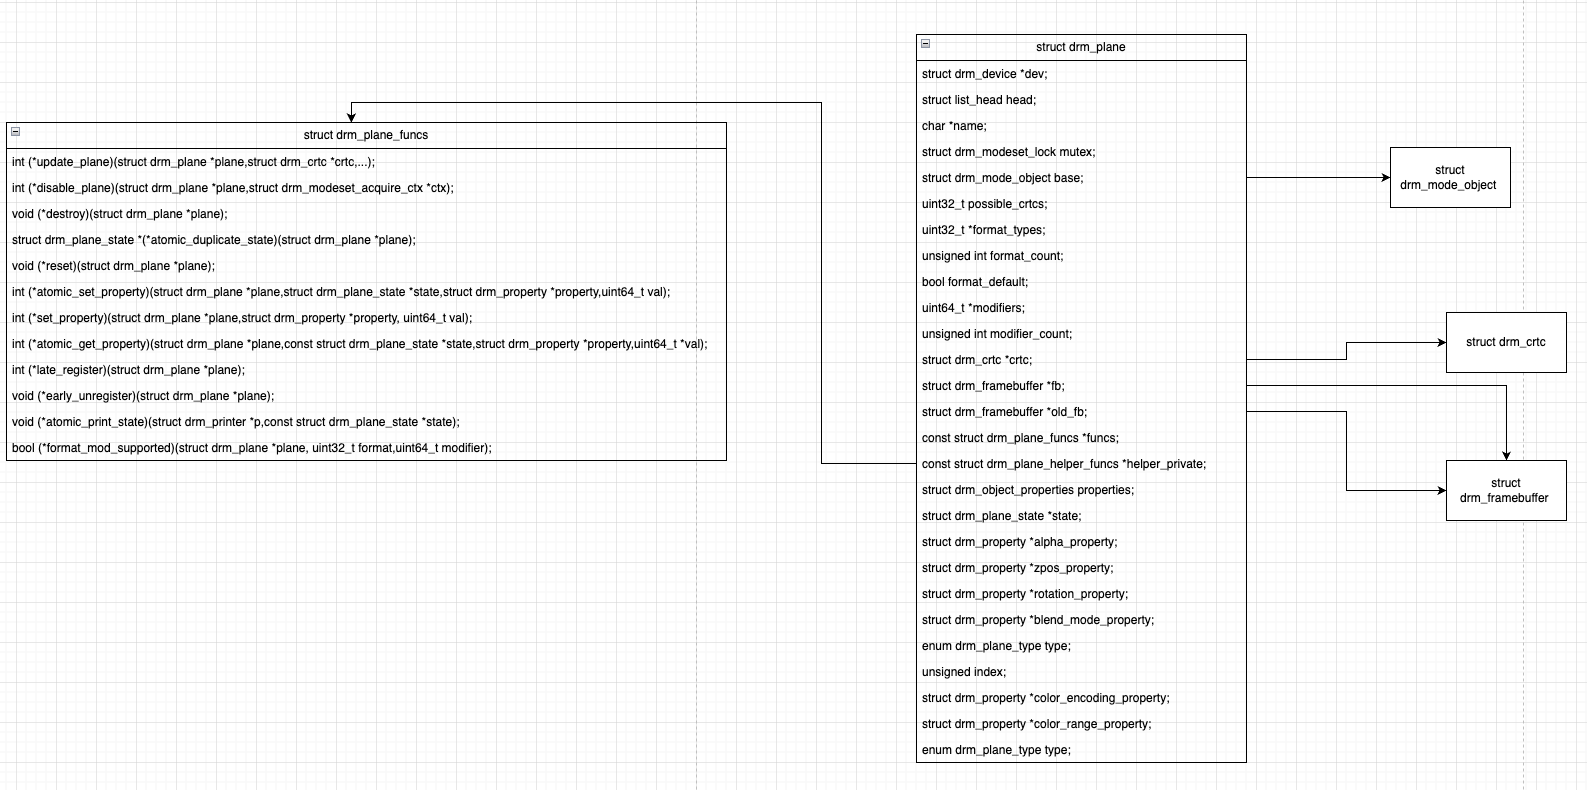 struct drm_plane_funcs
int (*update_plane)(struct drm_plane *plane,struct drm_crtc *crtc,...);
int (*disable_plane)(struct drm_plane *plane,struct drm_modeset_acquire_ctx *ctx);
void (*destroy)(struct drm_plane *plane);
struct drm_plane_state *(*atomic_duplicate_state)(struct drm_plane *plane);
void (*reset)(struct drm_plane *plane);
int (*atomic_set_property)(struct drm_plane *plane,struct drm_plane_state *state,struct drm_property *property,uint64_t val);
int (*set_property)(struct drm_plane *plane,struct drm_property *property, uint64_t val);
int (*atomic_get_property)(struct drm_plane *plane,const struct drm_plane_state *state,struct drm_property *property,uint64_t *val);
int (*late_register)(struct drm_plane *plane);
void (*early_unregister)(struct drm_plane *plane);
void (*atomic_print_state)(struct drm_printer *p,const struct drm_plane_state *state);
bool (*format_mod_supported)(struct drm_plane *plane, uint32_t format,uint64_t modifier);
struct drm_plane
struct drm_device *dev;
struct list_head head;
char *name;
struct drm_modeset_lock mutex;
struct drm_mode_object base;
uint32_t possible_crtcs;
uint32_t *format_types;
unsigned int format_count;
bool format_default;
uint64_t *modifiers;
unsigned int modifier_count;
struct drm_crtc *crtc;
struct drm_framebuffer *fb;
struct drm_framebuffer *old_fb;
const struct drm_plane_funcs *funcs;
const struct drm_plane_helper_funcs *helper_private;
struct drm_object_properties properties;
struct drm_plane_state *state;
struct drm_property *alpha_property;
struct drm_property *zpos_property;
struct drm_property *rotation_property;
struct drm_property *blend_mode_property;
enum drm_plane_type type;
unsigned index;
struct drm_property *color_encoding_property;
struct drm_property *color_range_property;
enum drm_plane_type type;
struct
drm_mode_object
struct drm_crtc
struct
drm_framebuffer